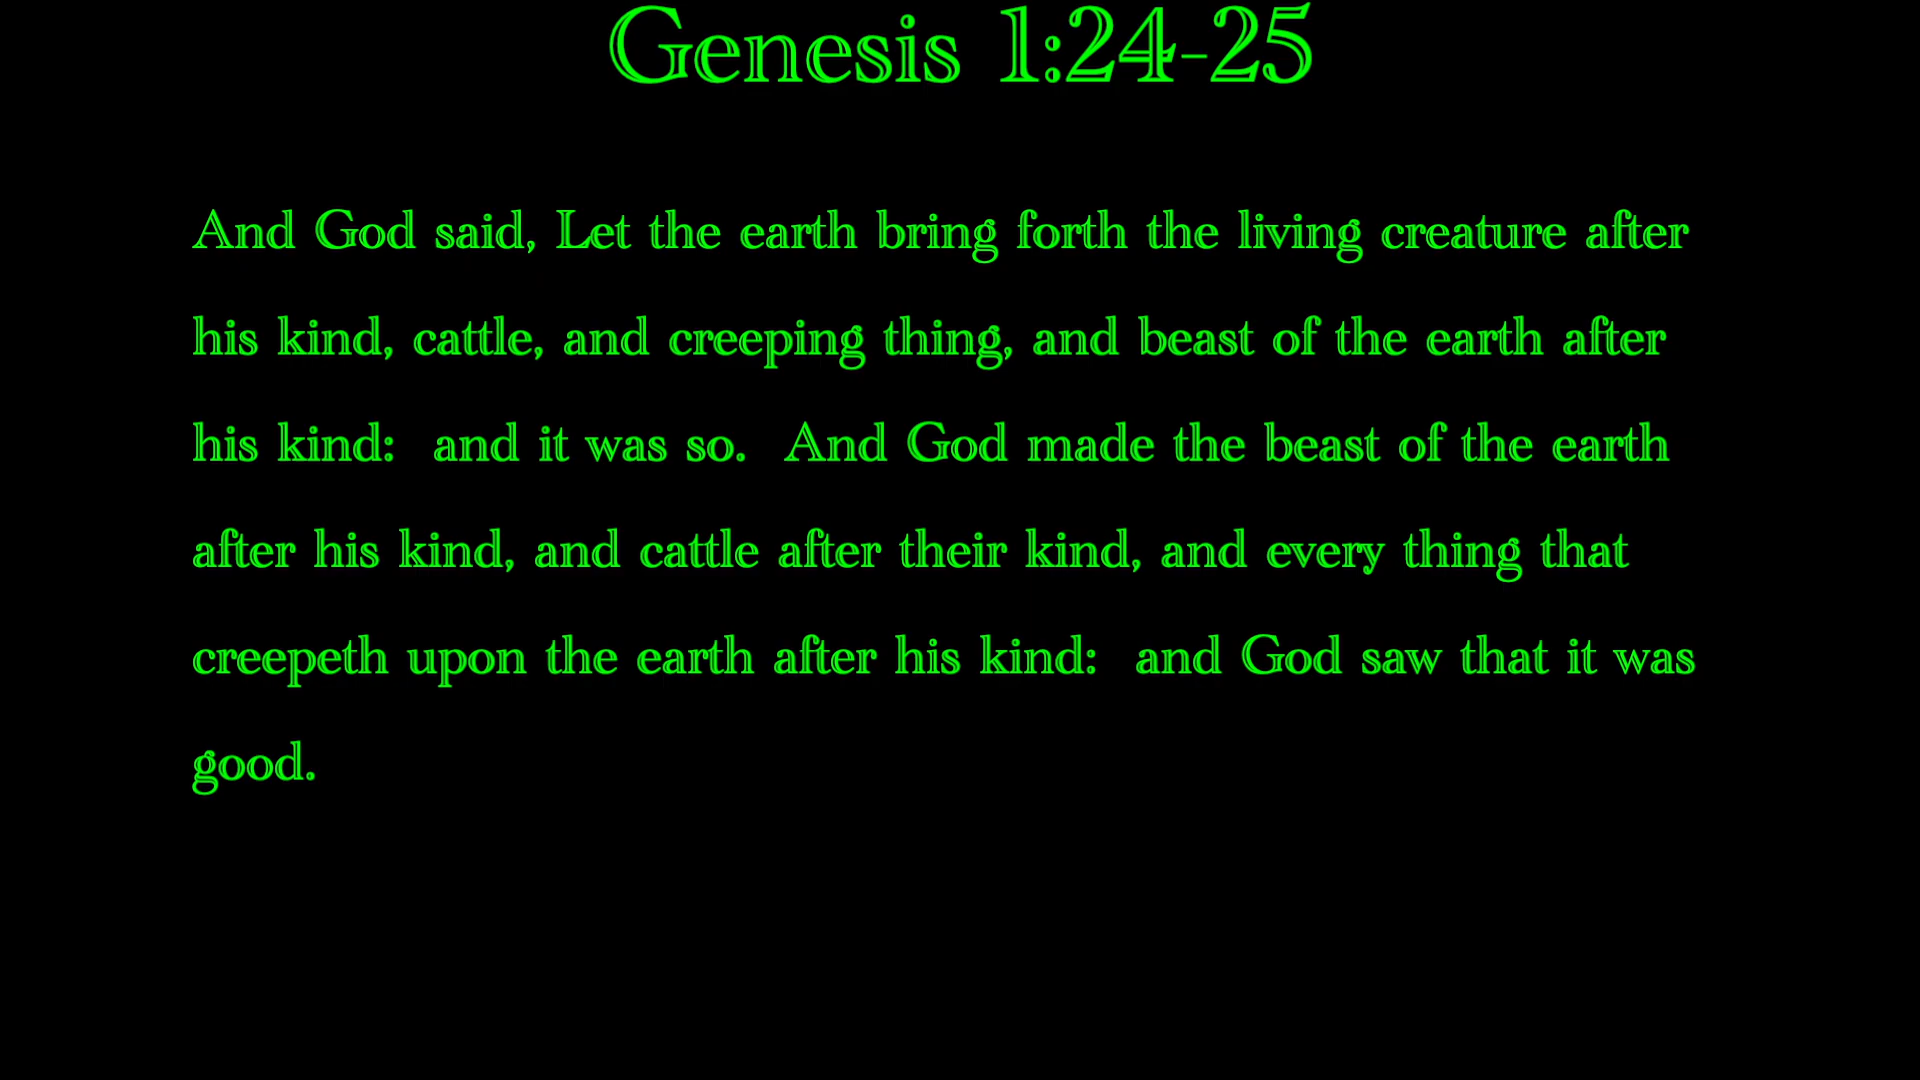 Genesis 1:24-25
And God said, Let the earth bring forth the living creature after
his kind, cattle, and creeping thing, and beast of the earth after
his kind:  and it was so.  And God made the beast of the earth
after his kind, and cattle after their kind, and every thing that
creepeth upon the earth after his kind:  and God saw that it was
good.